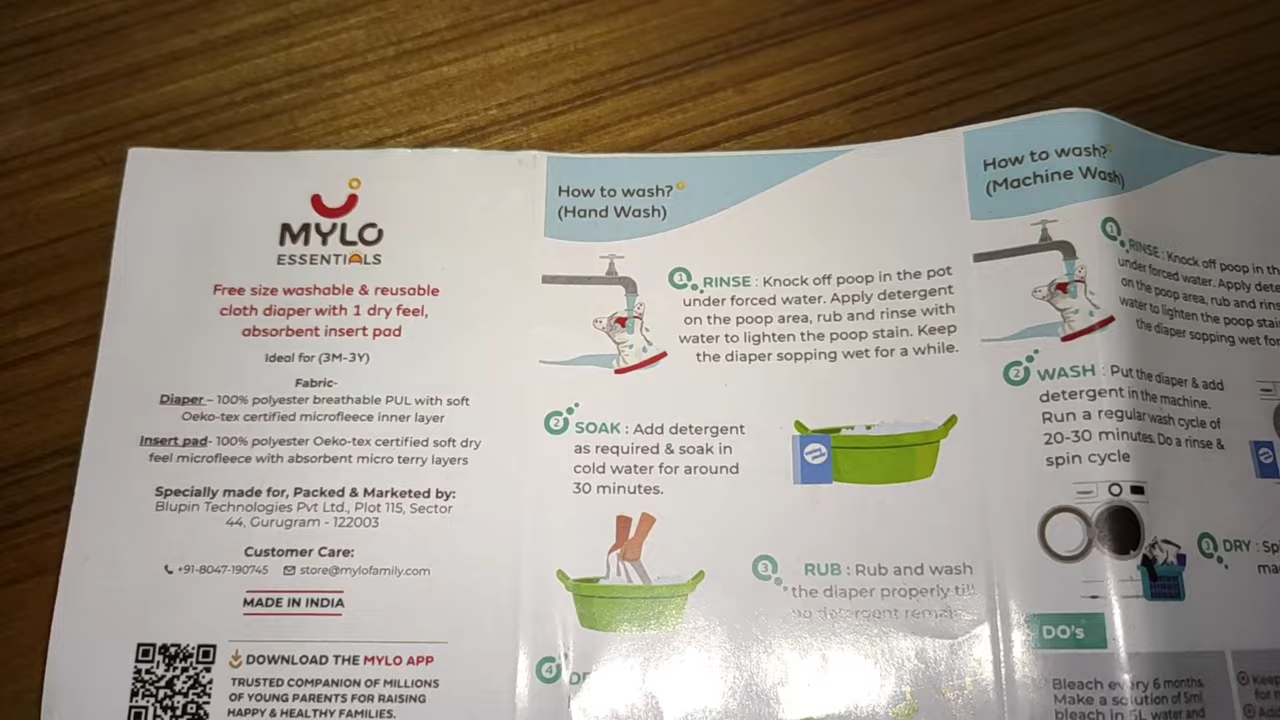 MYLO
ESSENTIALS
Free size washable & reusable
cloth diaper with 1 dry feel,
absorbent insert pad
Ideal for (3M-3Y)
Fabric-
Diaper – 100% polyester breathable PUL with soft
Oeko-tex certified microfleece inner layer
Insert pad- 100% polyester Oeko-tex certified soft dry
feel microfleece with absorbent micro terry layers
Specially made for, Packed & Marketed by:
Blupin Technologies Pvt Ltd., Plot 115, Sector
44, Gurugram - 122003
Customer Care:
+91-8047-190745 store@mylofamily.com
MADE IN INDIA
DOWNLOAD THE MYLO APP
TRUSTED COMPANION OF MILLIONS
OF YOUNG PARENTS FOR RAISING
HAPPY & HEALTHY FAMILIES.
How to wash?
(Hand Wash)
1 RINSE : Knock off poop in the pot
under forced water. Apply detergent
on the poop area, rub and rinse with
water to lighten the poop stain. Keep
the diaper sopping wet for a while.
2 SOAK : Add detergent
as required & soak in
cold water for around
30 minutes.
3 RUB : Rub and wash
the diaper properly till
no detergent
4
How to wash?
(Machine Wash)
1 RINSE : Knock off poop in
under forced water. Apply
on the poop area, rub and
water to lighten the poop
the diaper sopping wet
2 WASH : Put the diaper & add
detergent in the machine.
Run a regular wash cycle of
20-30 minutes. Do a rinse &
spin cycle
3 DRY :
DO's
Bleach every 6 months
Make a solution of 5ml
bleach in 5L water and
Keep